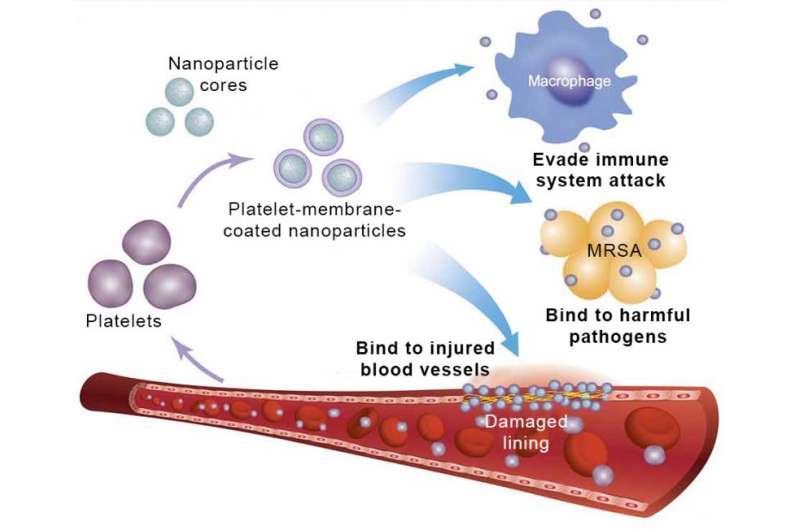 Nanoparticle
cores
Macrophage
Evade immune
system attack
Platelet-membrane-
coated nanoparticles
MRSA
Bind to harmful
pathogens
Platelets
Bind to injured
blood vessels
Damaged
lining